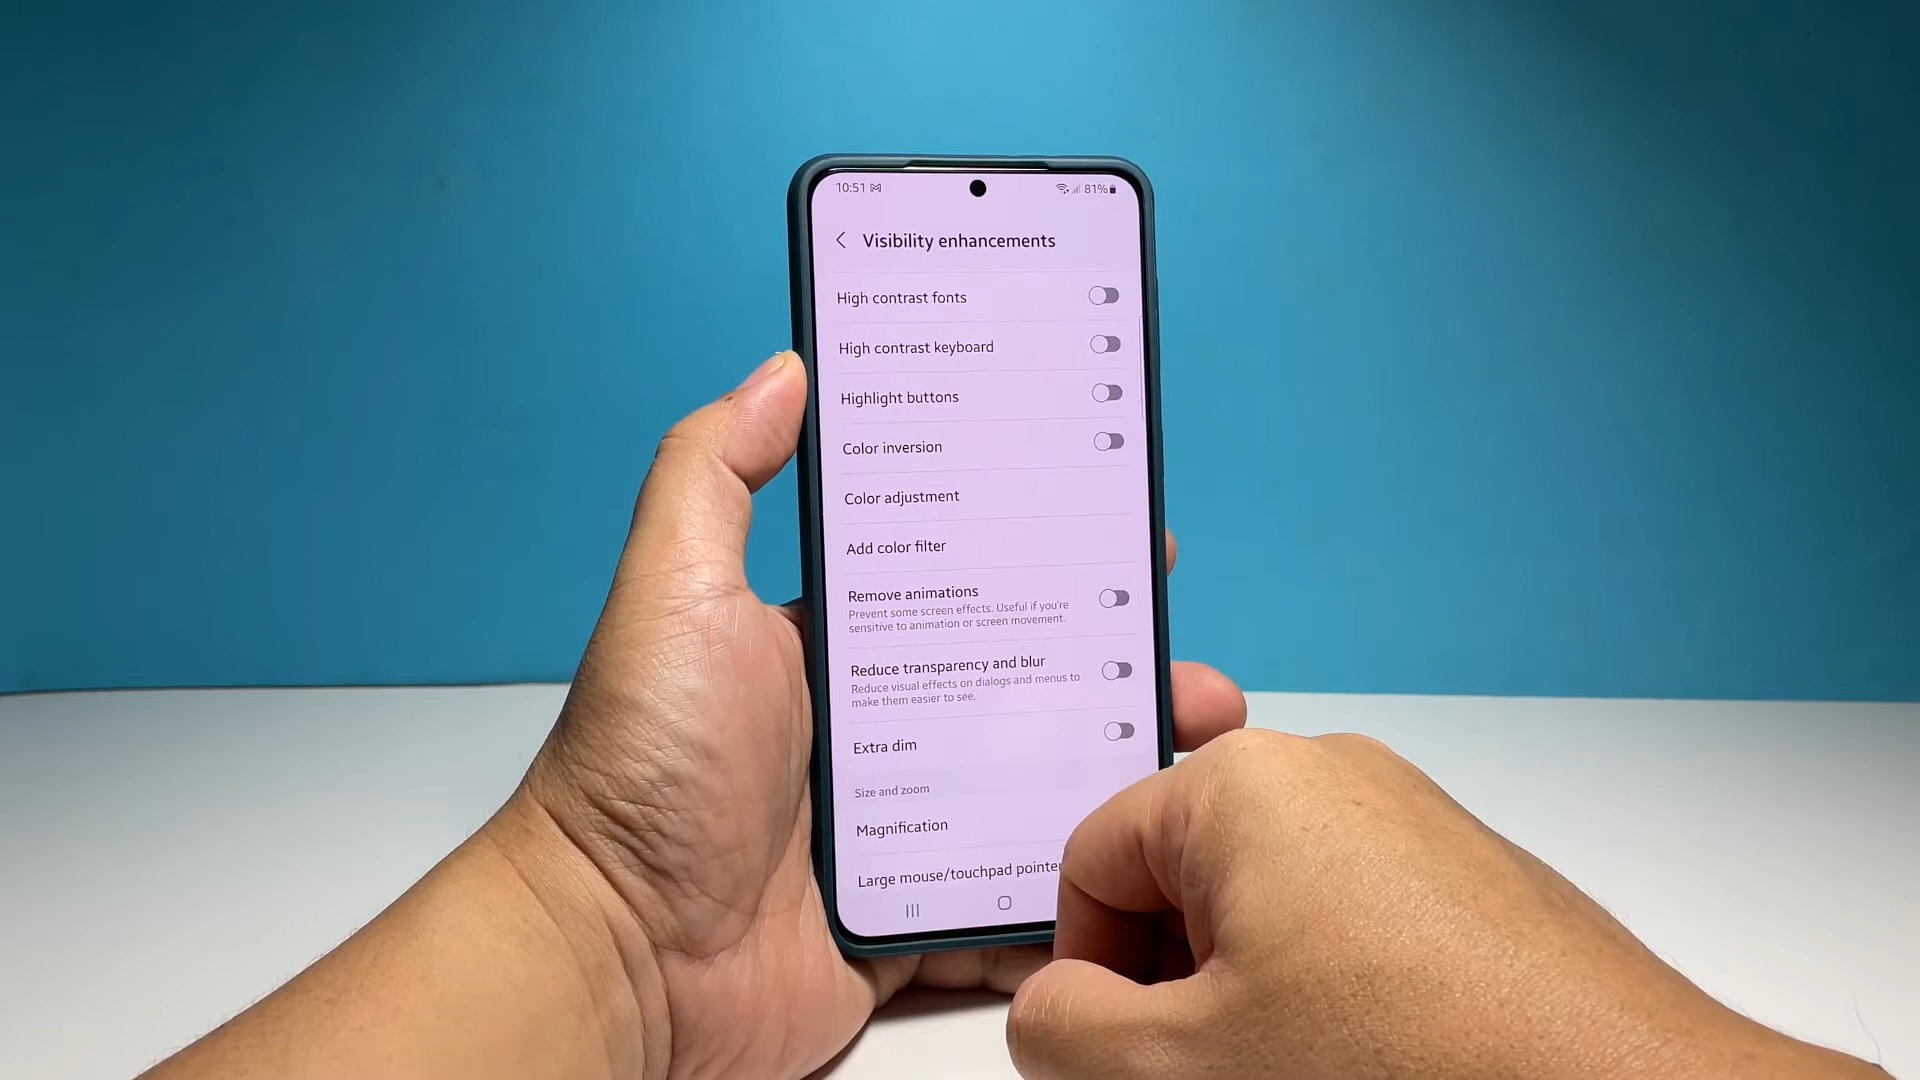 10:51 81%
Visibility enhancements
High contrast fonts
High contrast keyboard
Highlight buttons
Color inversion
Color adjustment
Add color filter
Remove animations
Prevent some screen effects. Useful if you're
sensitive to animation or screen movement.
Reduce transparency and blur
Reduce visual effects on dialogs and menus to
make them easier to see.
Extra dim
Size and zoom
Magnification
Large mouse/touchpad pointer